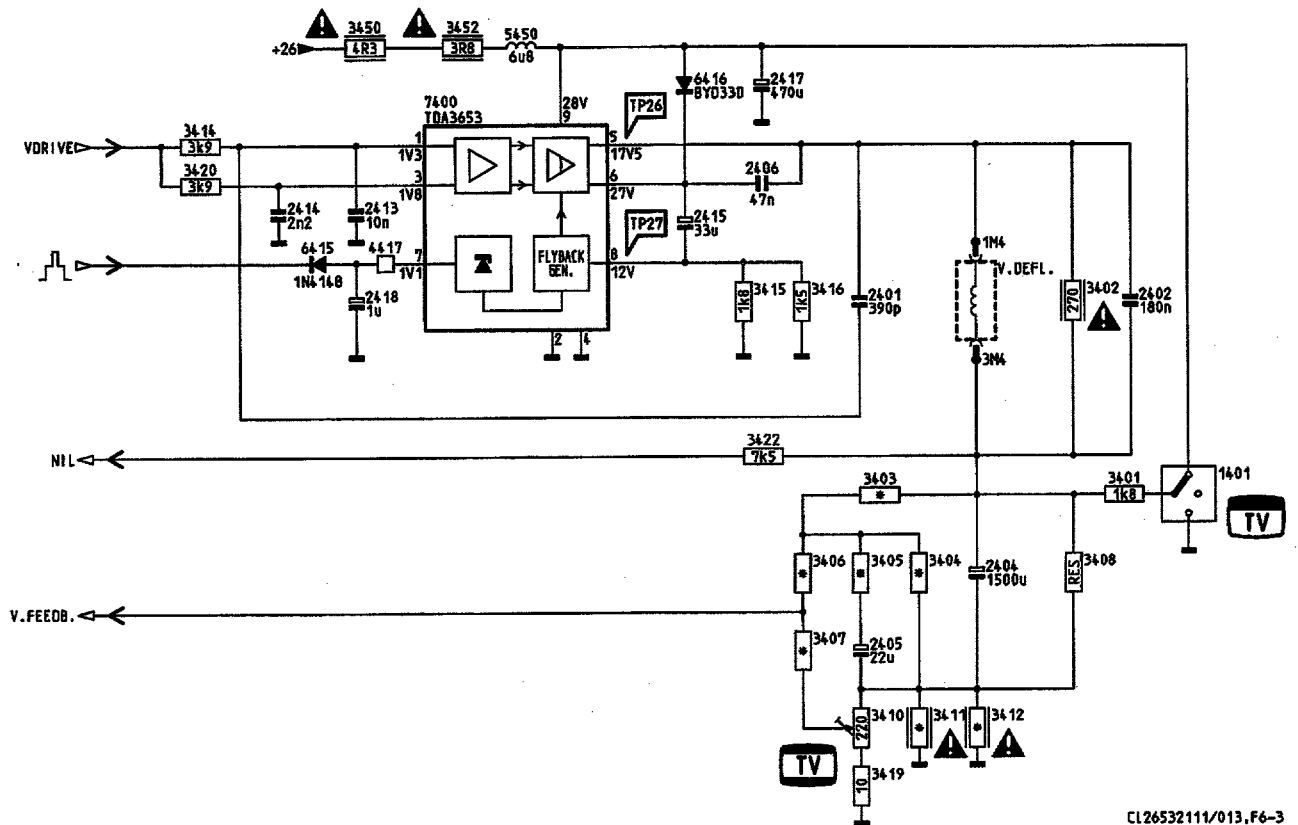 3450
3452
5450
+26
4R3
3R8
6u8
6416
BYD33D
2417
470u
7400
TDA3653
28V
9
TP26
3414
3k9
VDRIVE
1
1V3
5
17V5
3420
3k9
3
1V8
6
27V
2406
47n
2414
2n2
2413
10n
2415
33u
TP27
6415
1N4148
4417
7
1V1
FLYBACK
GEN.
8
12V
2418
1u
3415
1k8
3416
1k5
2401
390p
1M4
V.DEFL.
3M4
3402
270
2402
180n
2
4
3422
7k5
NIL
3403
*
3401
1k8
1401
TV
3406
*
3405
*
3404
*
2404
1500u
3408
RES
V.FEEDB.
3407
*
2405
22u
3410
220
3411
*
3412
*
TV
3419
10
CL26532111/013,F6-3